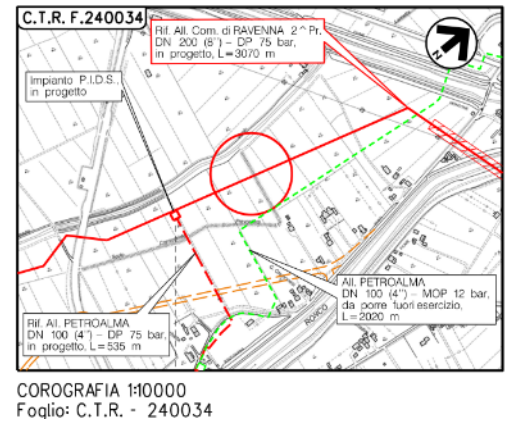 C.T.R. F.240034
Rif. All. Com. di RAVENNA 2^Pr.
DN 200 (8") – DP 75 bar,
in progetto, L=3070 m
N
Impianto P.I.D.S.
in progetto
All. PETROALMA
DN 100 (4") – MOP 12 bar,
da porre fuori esercizio,
L=2020 m
Rif. All. PETROALMA
DN 100 (4") – DP 75 bar,
in progetto, L=535 m
RONCO
COROGRAFIA 1:10000
Foglio: C.T.R. - 240034